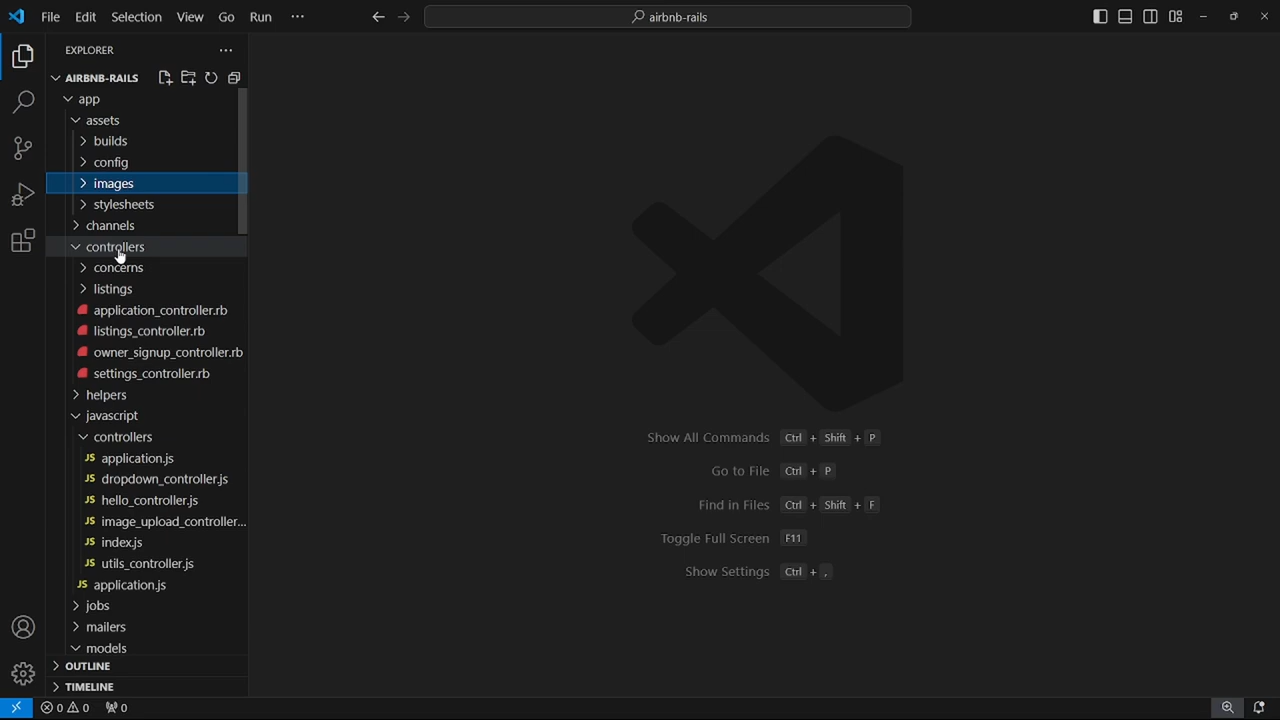 File Edit Selection View Go Run ··· airbnb-rails
EXPLORER ···
AIRBNB-RAILS
app
assets
builds
config
images
stylesheets
channels
controllers
concerns
listings
application_controller.rb
listings_controller.rb
owner_signup_controller.rb
settings_controller.rb
helpers
javascript
controllers
JS application.js
JS dropdown_controller.js
JS hello_controller.js
JS image_upload_controller...
JS index.js
JS utils_controller.js
JS application.js
jobs
mailers
models
OUTLINE
TIMELINE
Show All Commands Ctrl + Shift + P
Go to File Ctrl + P
Find in Files Ctrl + Shift + F
Toggle Full Screen F11
Show Settings Ctrl + ,
0 0 0